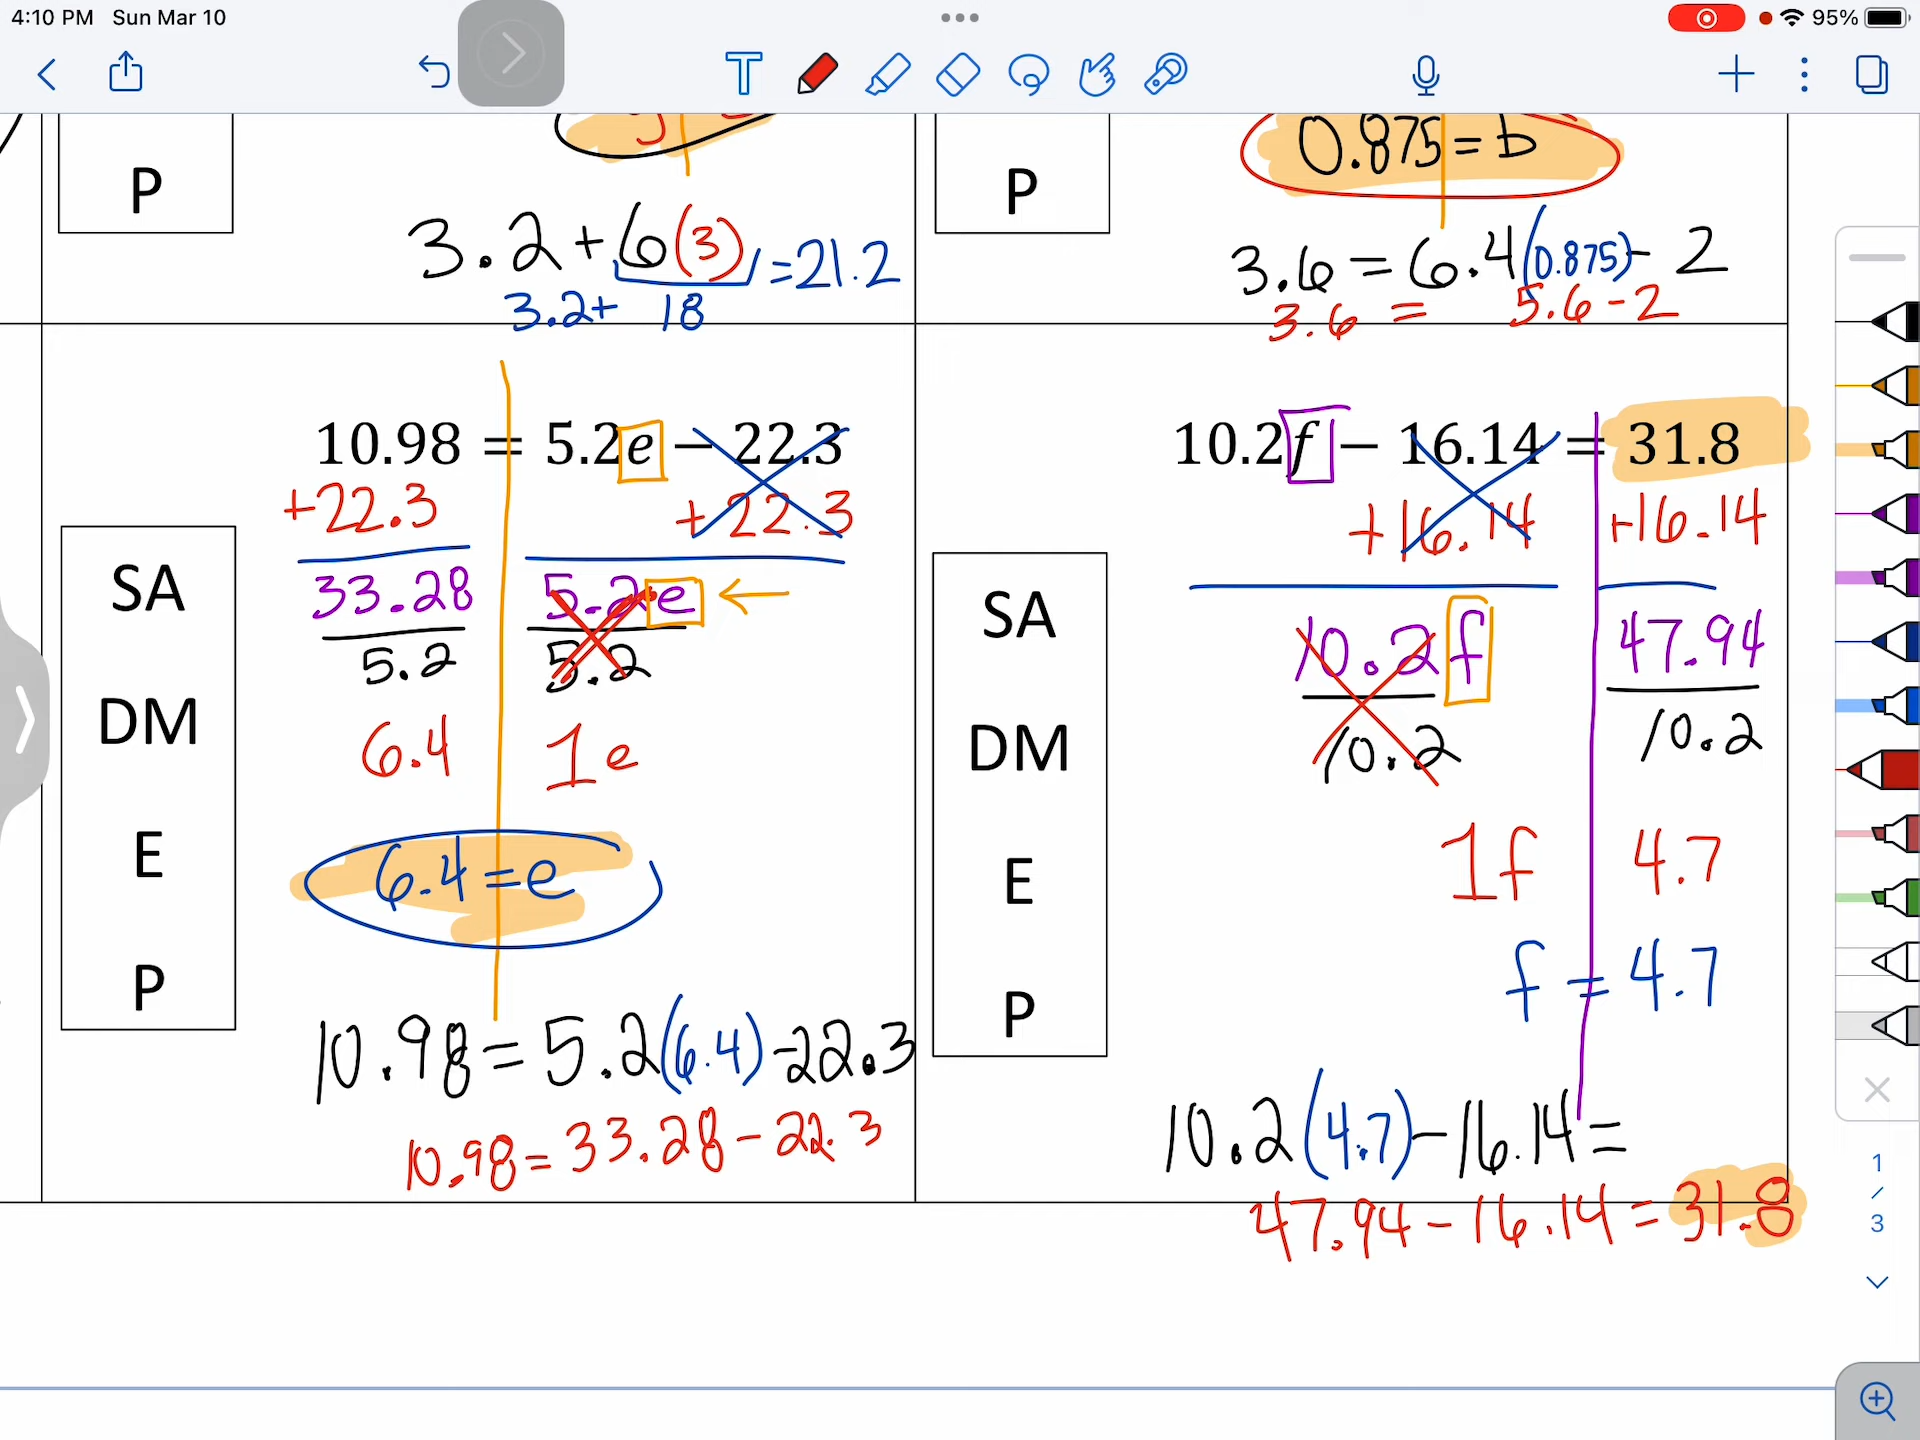 4:10 PM Sun Mar 10
95%
T
P
3.2+6(3)=21.2
3.2+ 18
P
0.875=b
3.6=6.4(0.875)-2
3.6 = 5.6-2
10.98 = 5.2e − 22.3
+22.3 +22.3
33.28 5.2e ←
5.2 5.2
6.4 1e
6.4=e
SA
DM
E
P
10.98=5.2(6.4)-22.3
10.98=33.28-22.3
10.2f − 16.14 = 31.8
+16.14 +16.14
10.2f 47.94
10.2 10.2
1f 4.7
f=4.7
SA
DM
E
P
10.2(4.7)-16.14=
47.94-16.14=31.8
1
/
3